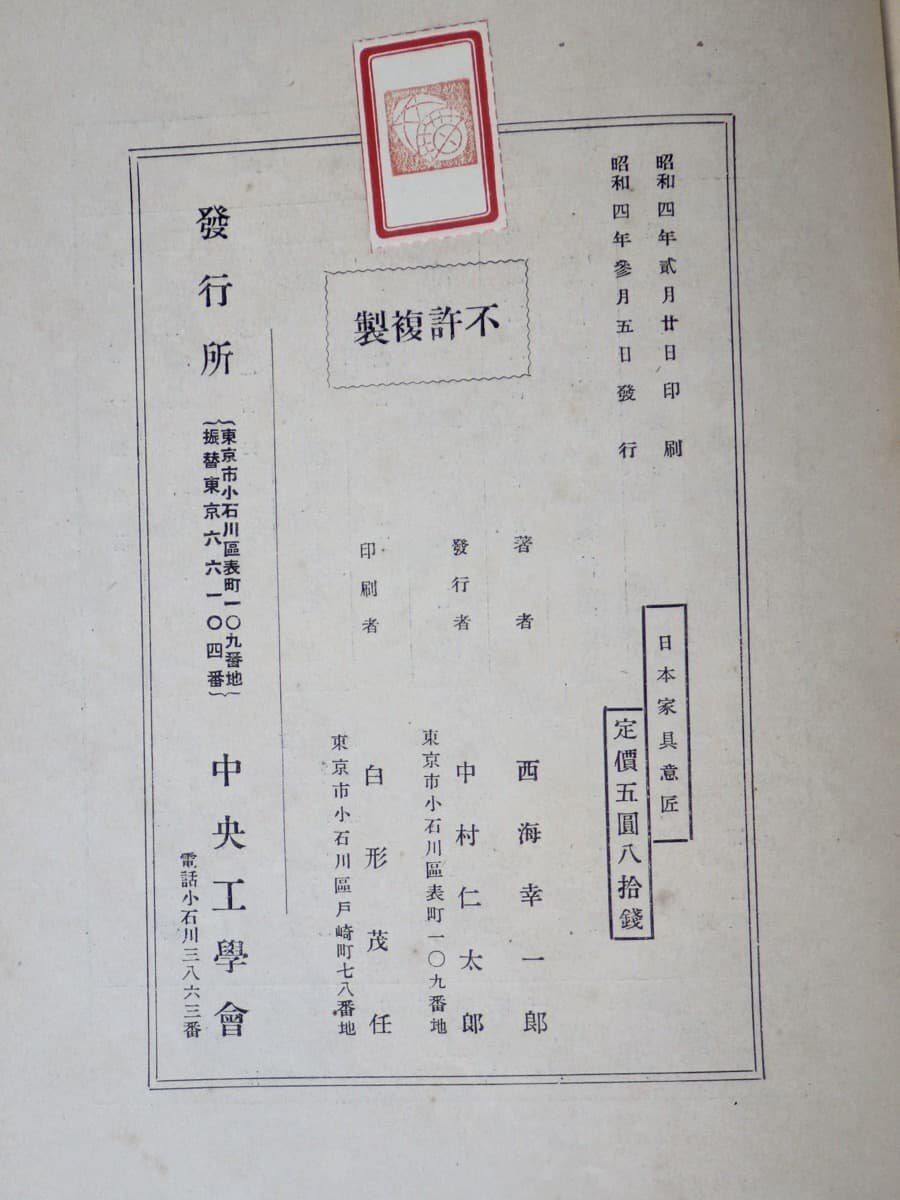 昭和四年貳月廿日印刷
昭和四年參月五日發行
不許複製
日本家具意匠
定價五圓八拾錢
著者 西海幸一郎
東京市小石川區表町一〇九番地
發行者 中村仁太郎
東京市小石川區戸崎町七八番地
印刷者 白形茂任
發行所 中央工學會
東京市小石川區表町一〇九番地
振替東京六六一〇四番
電話小石川三八六三番